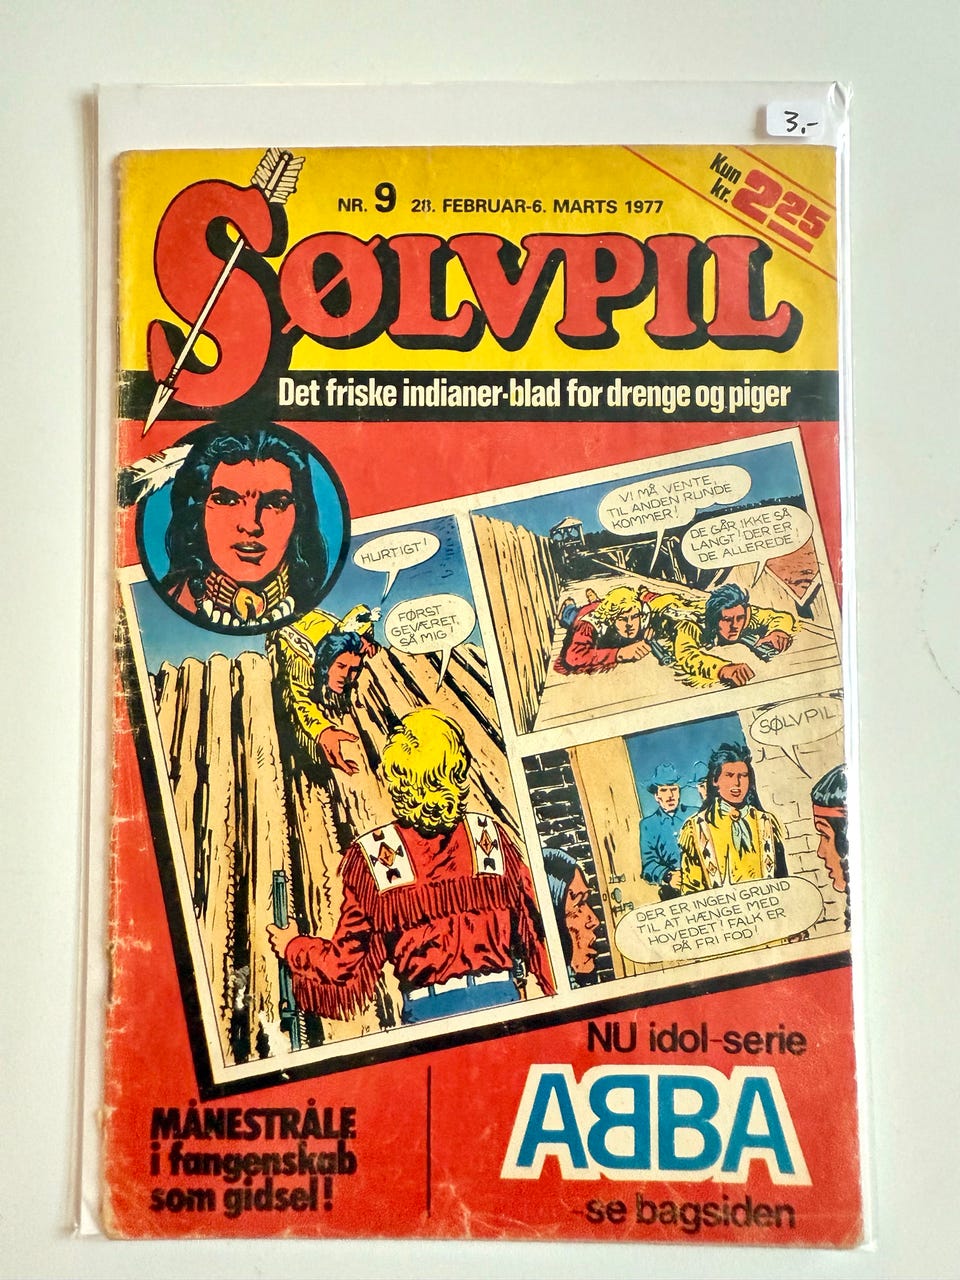 3.-
NR. 9 28. FEBRUAR-6. MARTS 1977
Kun
kr. 2 25
SØLVPIL
Det friske indianer-blad for drenge og piger
HURTIGT!
FØRST
GEVÆRET,
SÅ MIG!
VI MÅ VENTE,
TIL ANDEN RUNDE
KOMMER!
DE GÅR IKKE SÅ
LANGT! DER ER
DE ALLEREDE!
SØLVPIL
DER ER INGEN GRUND
TIL AT HÆNGE MED
HOVEDET! FALK ER
PÅ FRI FOD!
NU idol-serie
ABBA
-se bagsiden
MÅNESTRÅLE
i fangenskab
som gidsel!